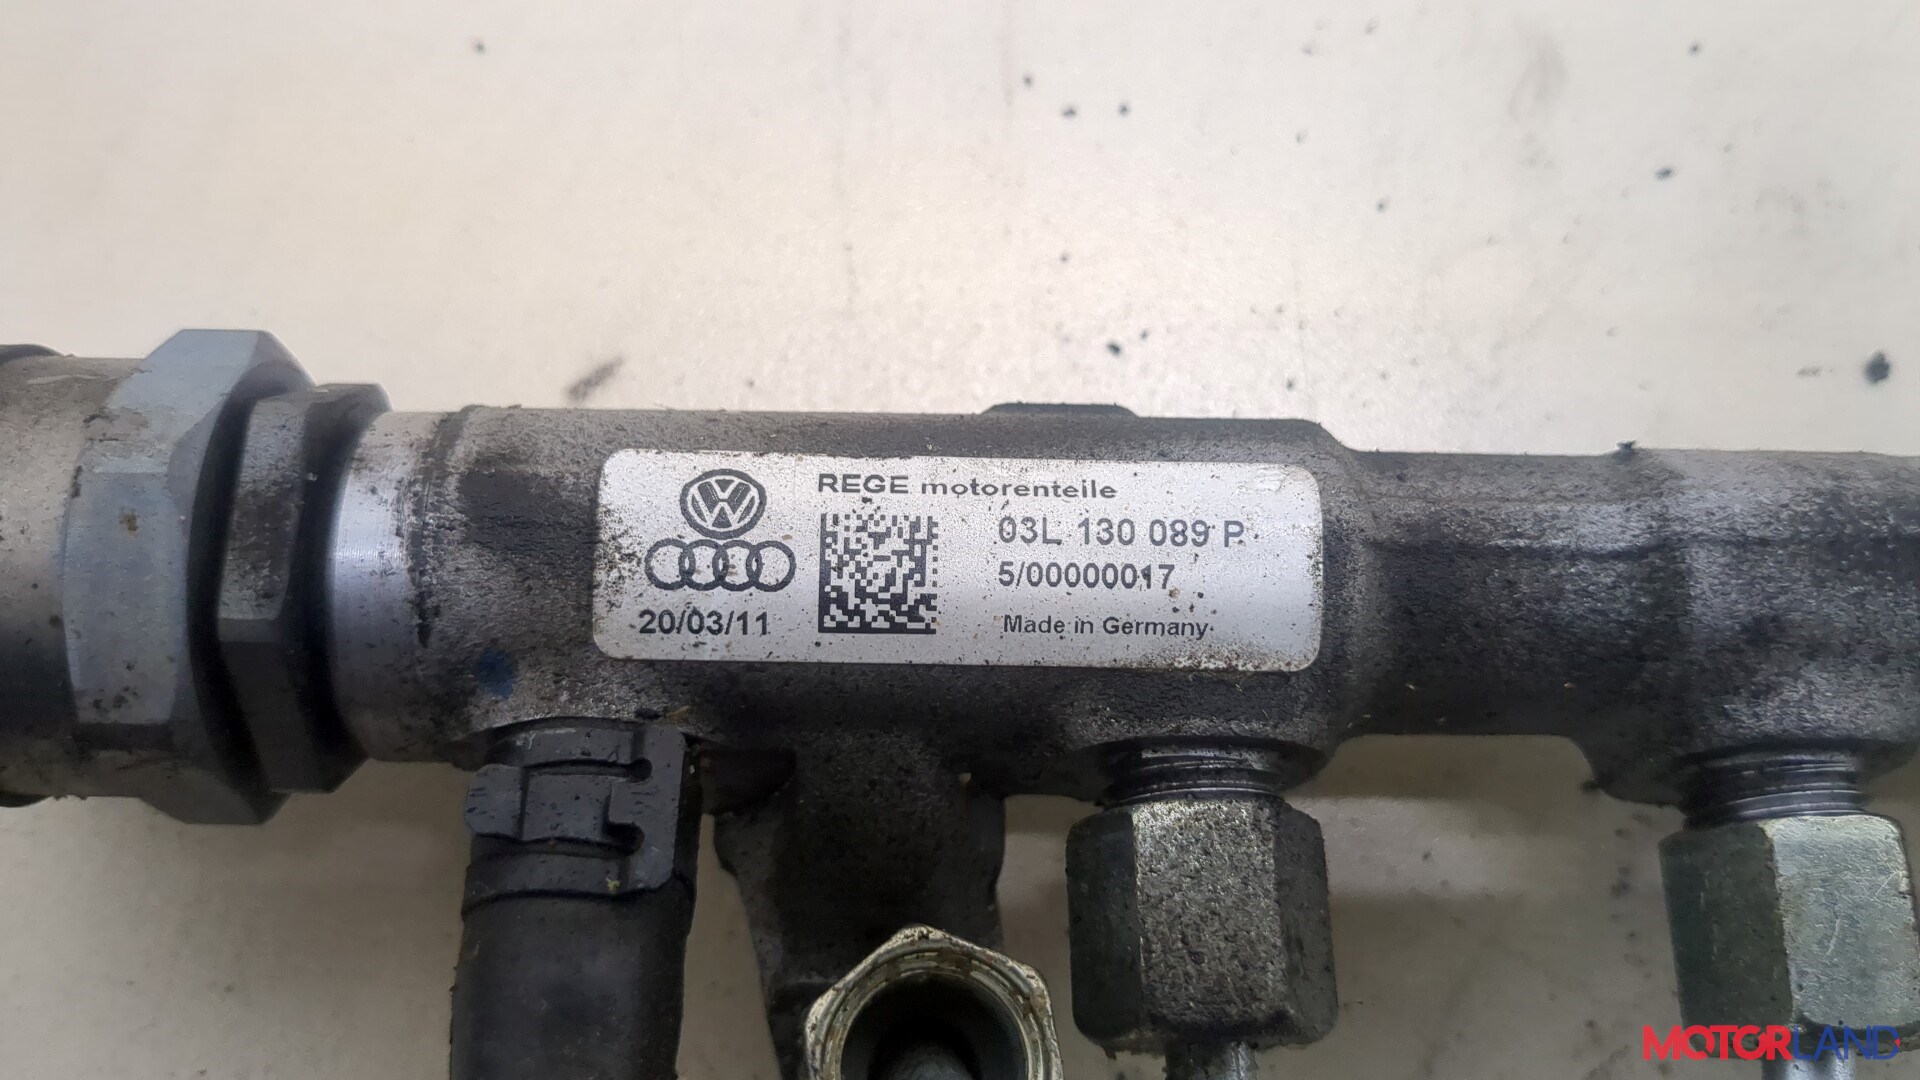 REGE motorenteile
03L 130 089 P
5/00000017
20/03/11
Made in Germany
MOTORLAND